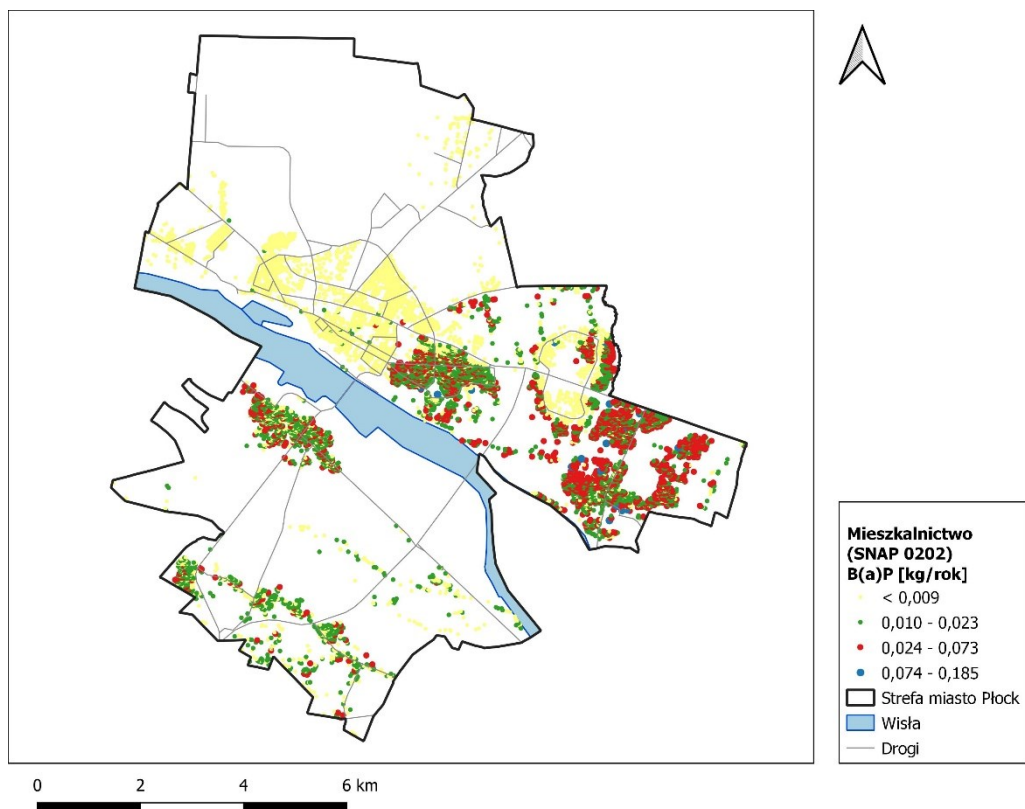 Mieszkalnictwo
(SNAP 0202)
B(a)P [kg/rok]
< 0,009
0,010 - 0,023
0,024 - 0,073
0,074 - 0,185
Strefa miasto Płock
Wisła
Drogi
0 2 4 6 km